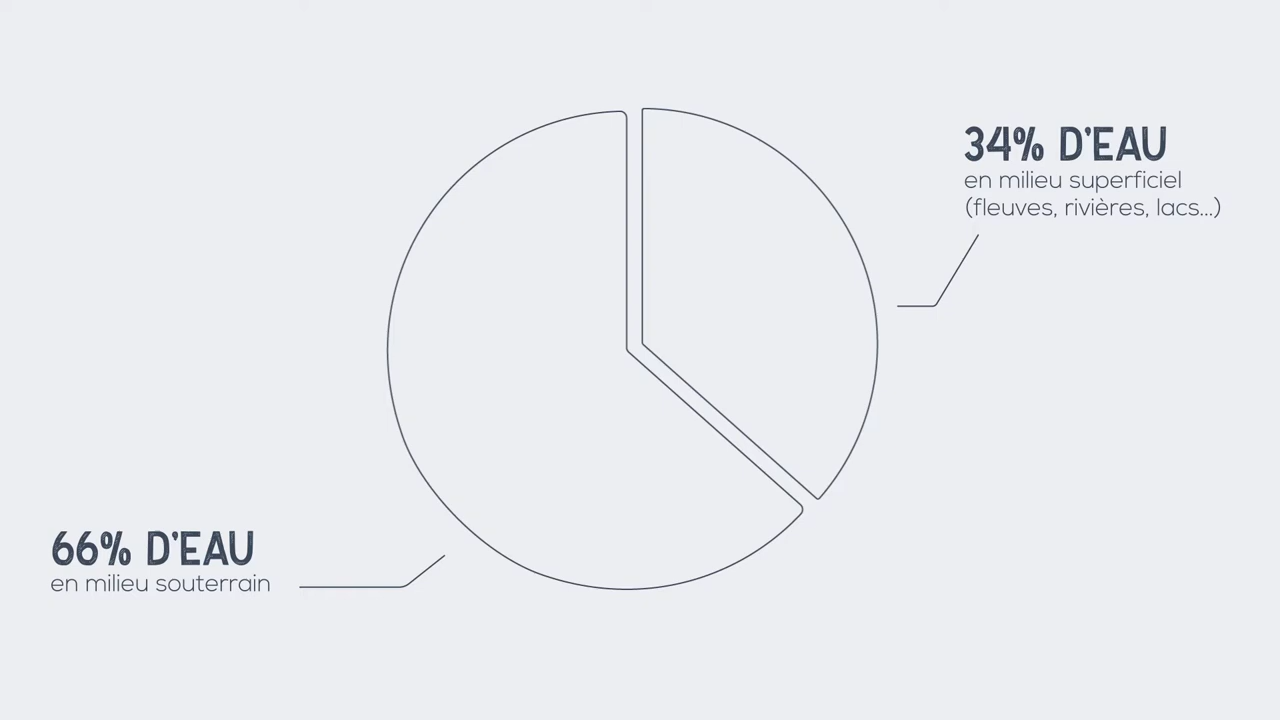 34% D'EAU
en milieu superficiel
(fleuves, rivières, lacs...)
66% D'EAU
en milieu souterrain